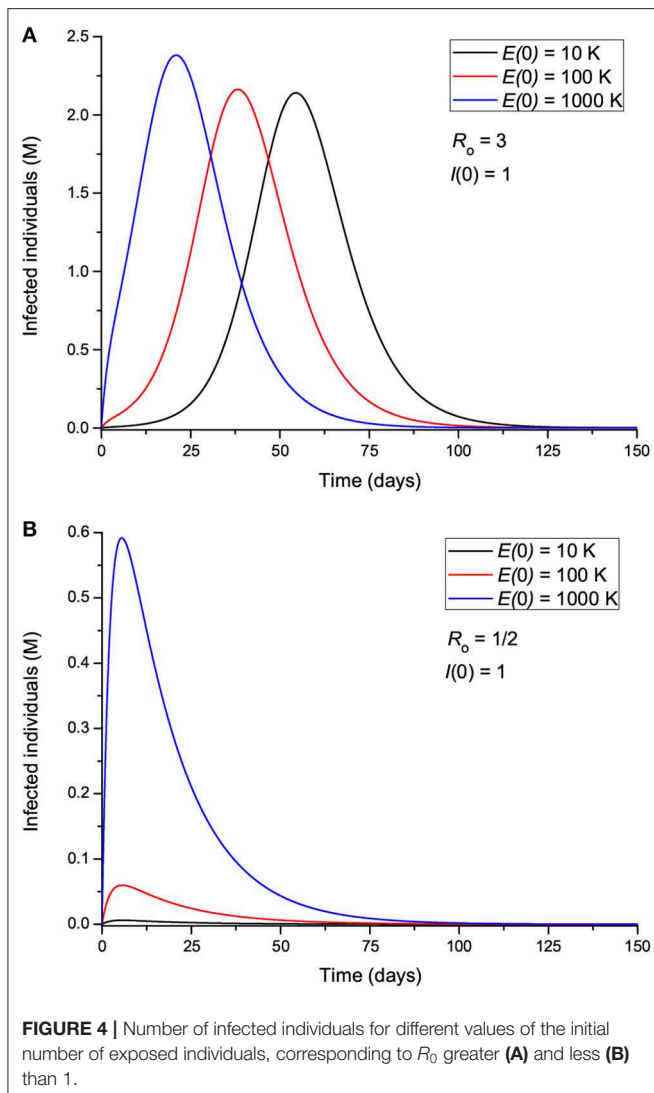 A
2.5
2.0
1.5
1.0
0.5
0.0
Infected individuals (M)
E(0) = 10 K
E(0) = 100 K
E(0) = 1000 K
Ro = 3
I(0) = 1
0 25 50 75 100 125 150
Time (days)
B
0.6
0.5
0.4
0.3
0.2
0.1
0.0
Infected individuals (M)
E(0) = 10 K
E(0) = 100 K
E(0) = 1000 K
Ro = 1/2
I(0) = 1
0 25 50 75 100 125 150
Time (days)
FIGURE 4 | Number of infected individuals for different values of the initial
number of exposed individuals, corresponding to R0 greater (A) and less (B)
than 1.